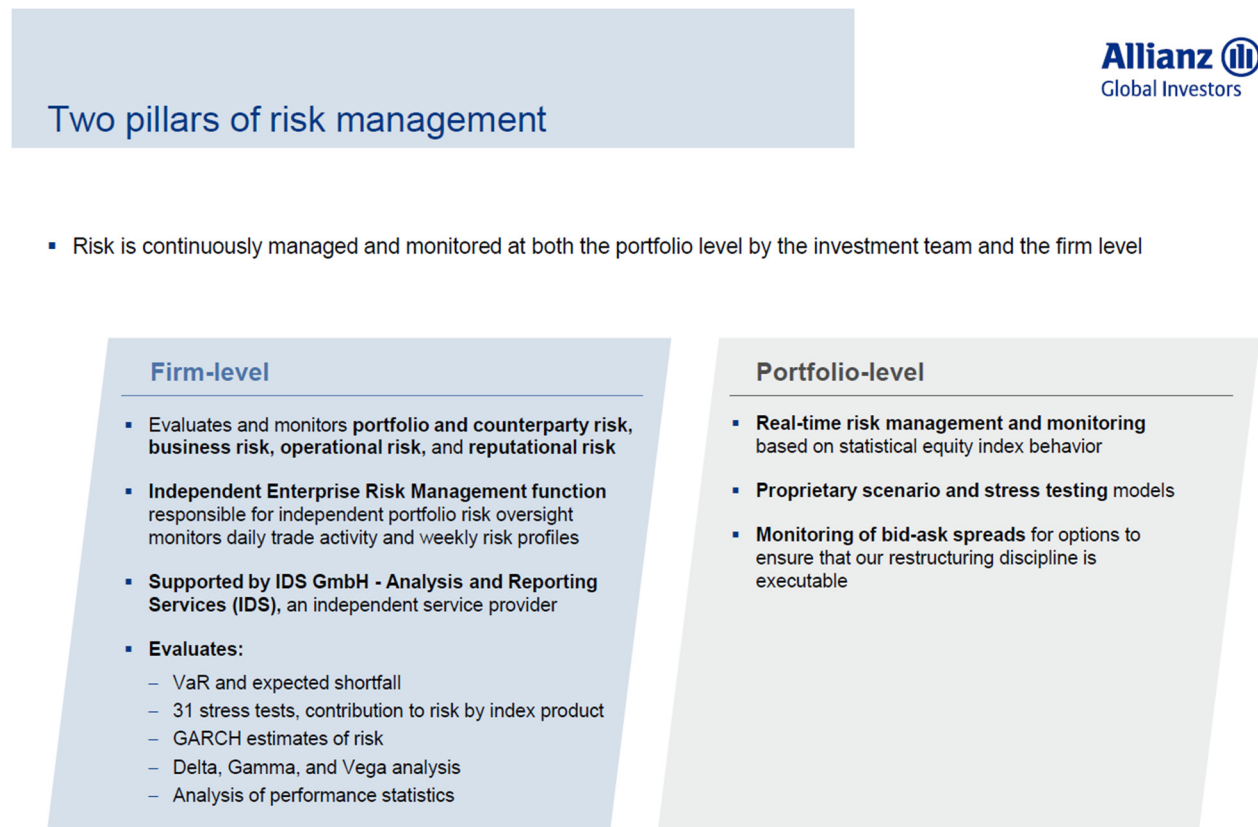 Two pillars of risk management
Allianz
Global Investors
▪ Risk is continuously managed and monitored at both the portfolio level by the investment team and the firm level
Firm-level
▪ Evaluates and monitors portfolio and counterparty risk,
business risk, operational risk, and reputational risk
▪ Independent Enterprise Risk Management function
responsible for independent portfolio risk oversight
monitors daily trade activity and weekly risk profiles
▪ Supported by IDS GmbH - Analysis and Reporting
Services (IDS), an independent service provider
▪ Evaluates:
– VaR and expected shortfall
– 31 stress tests, contribution to risk by index product
– GARCH estimates of risk
– Delta, Gamma, and Vega analysis
– Analysis of performance statistics
Portfolio-level
▪ Real-time risk management and monitoring
based on statistical equity index behavior
▪ Proprietary scenario and stress testing models
▪ Monitoring of bid-ask spreads for options to
ensure that our restructuring discipline is
executable